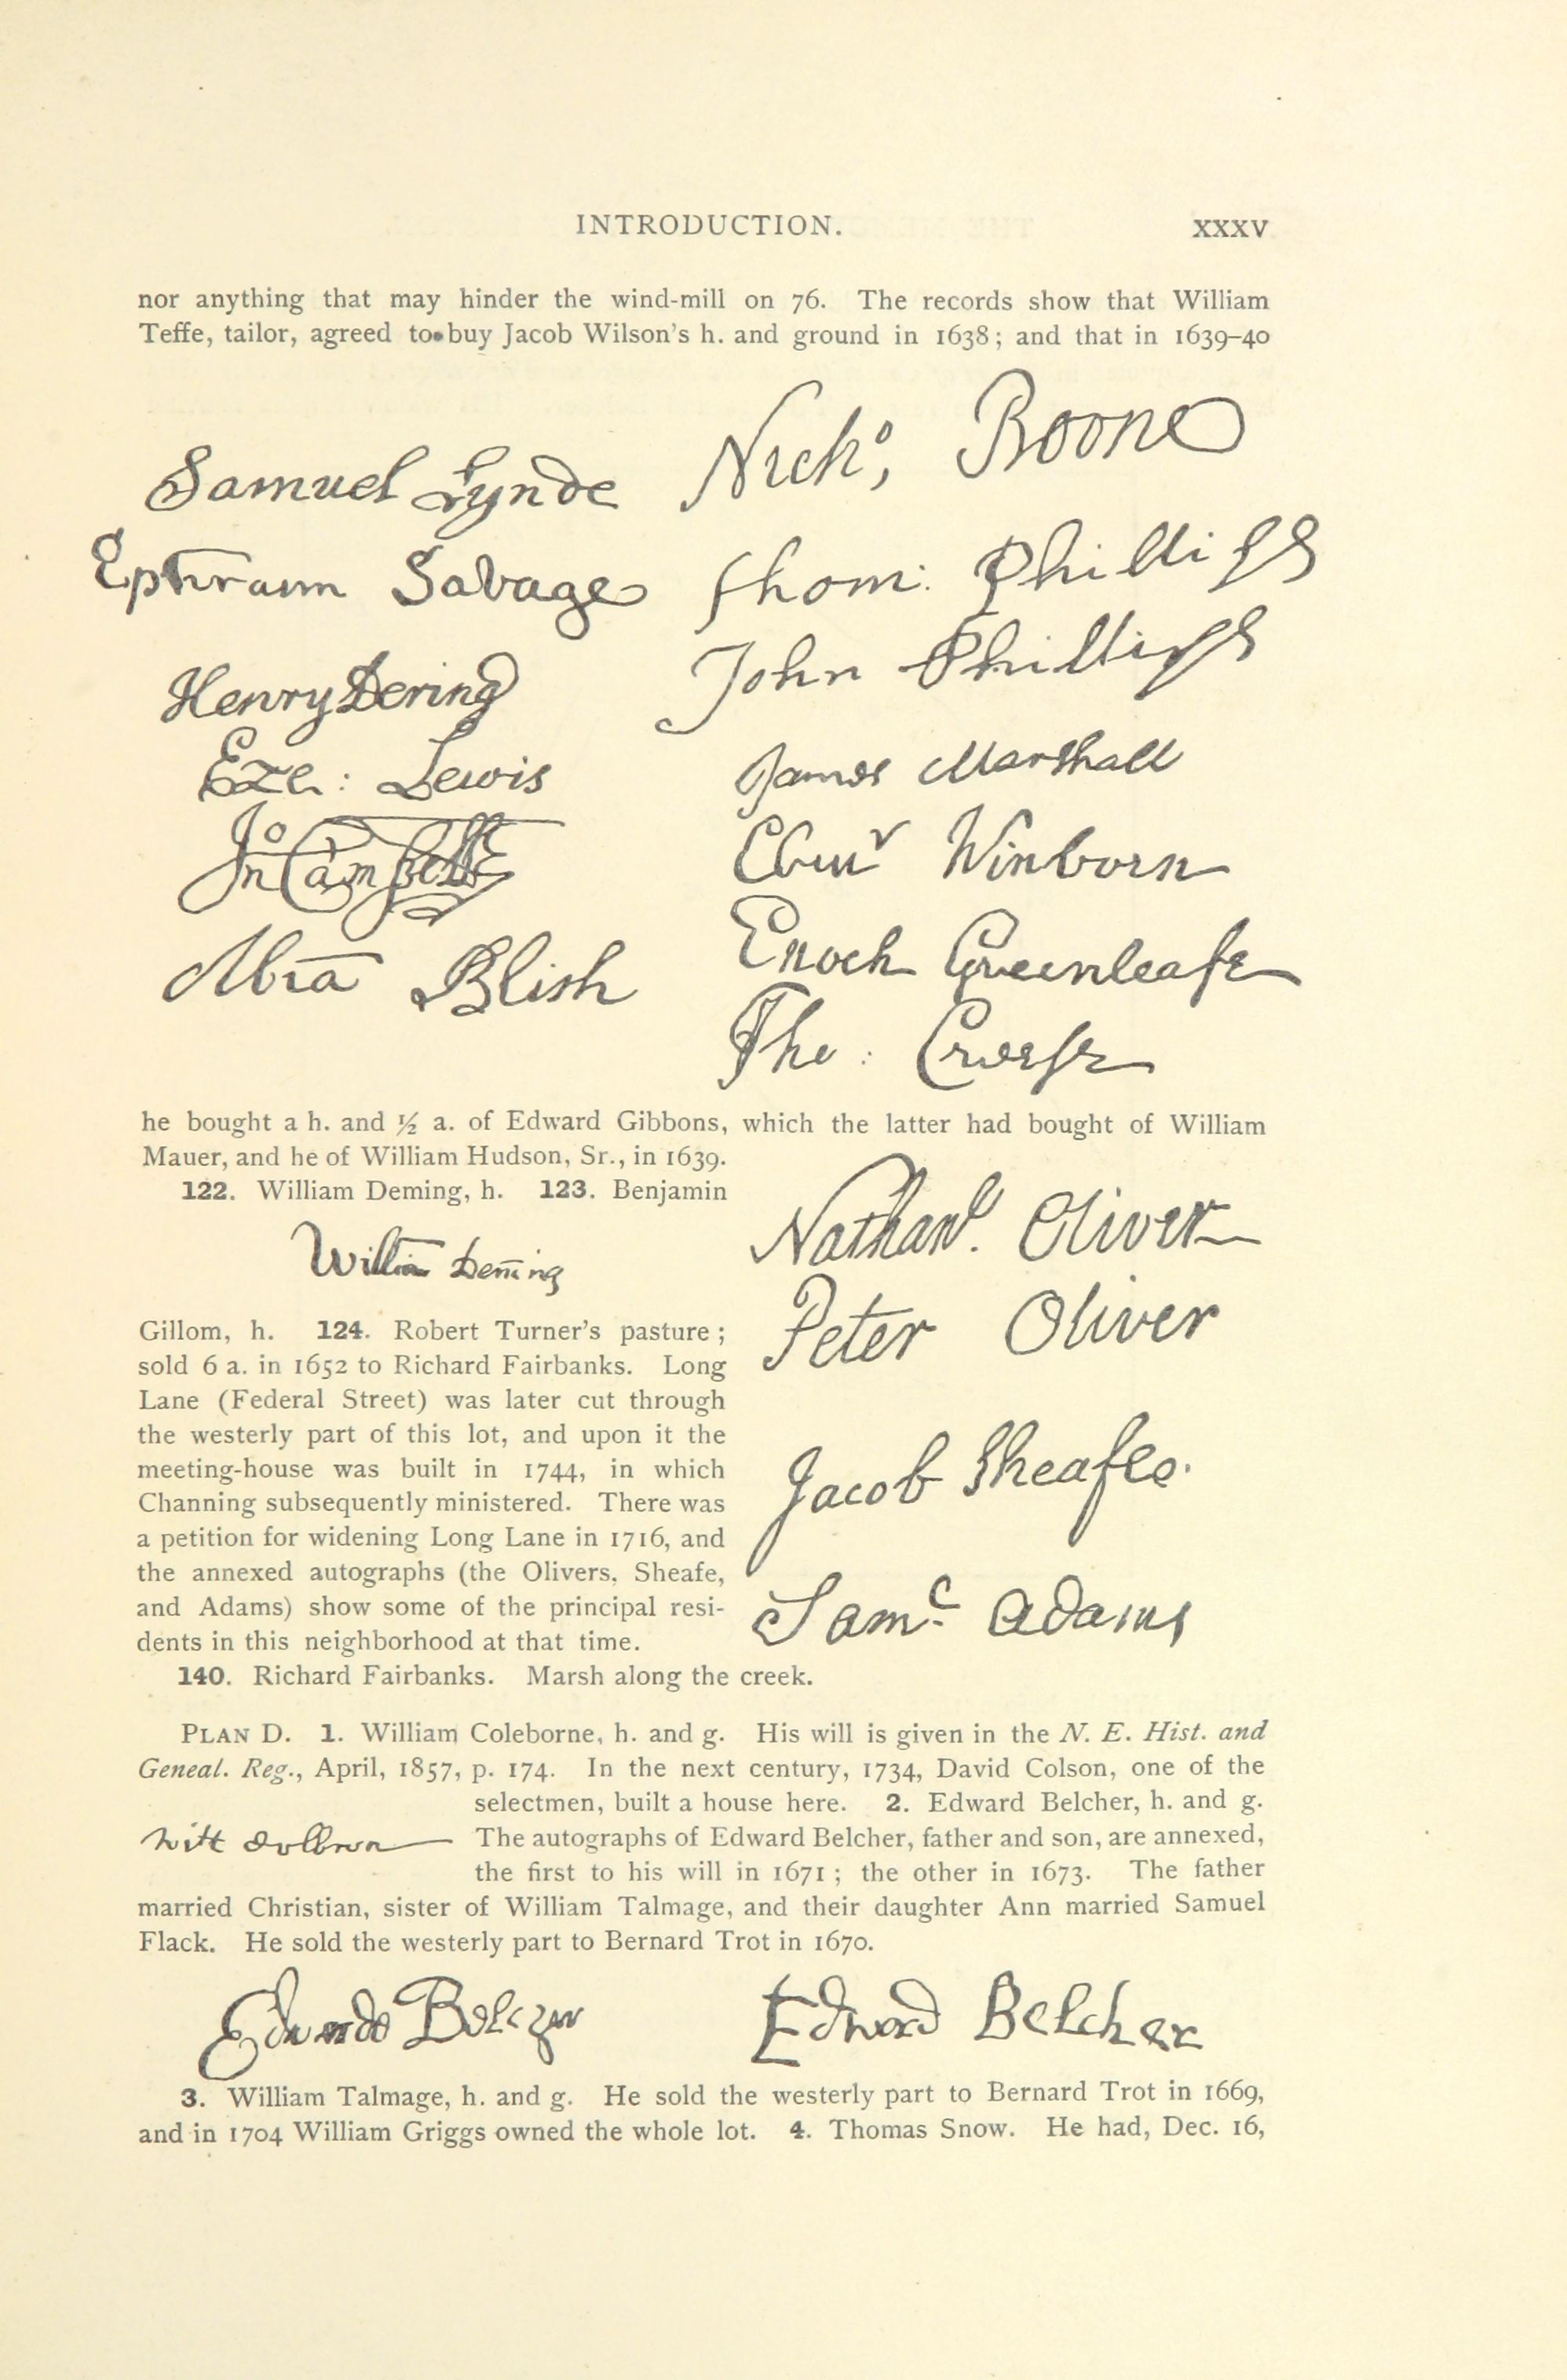 INTRODUCTION. XXXV
nor anything that may hinder the wind-mill on 76. The records show that William
Teffe, tailor, agreed to buy Jacob Wilson's h. and ground in 1638; and that in 1639–40
Samuel Lynde
Ephraim Savage
Henry Dering
Eze: Lewis
Jno Campbell
Abra Blish
Nicho, Boone
Thom: Phillips
John Phillips
James Marshall
Winborn
Enoch Greenleafe
Tho:
he bought a h. and ½ a. of Edward Gibbons, which the latter had bought of William
Mauer, and he of William Hudson, Sr., in 1639.
122. William Deming, h. 123. Benjamin
William Deming
Gillom, h. 124. Robert Turner's pasture;
sold 6 a. in 1652 to Richard Fairbanks. Long
Lane (Federal Street) was later cut through
the westerly part of this lot, and upon it the
meeting-house was built in 1744, in which
Channing subsequently ministered. There was
a petition for widening Long Lane in 1716, and
the annexed autographs (the Olivers, Sheafe,
and Adams) show some of the principal resi-
dents in this neighborhood at that time.
Nathanl. Oliver
Peter Oliver
Jacob Sheafe
Saml Adams
140. Richard Fairbanks. Marsh along the creek.
PLAN D. 1. William Coleborne, h. and g. His will is given in the N. E. Hist. and
Geneal. Reg., April, 1857, p. 174. In the next century, 1734, David Colson, one of the
selectmen, built a house here. 2. Edward Belcher, h. and g.
The autographs of Edward Belcher, father and son, are annexed,
the first to his will in 1671; the other in 1673. The father
married Christian, sister of William Talmage, and their daughter Ann married Samuel
Flack. He sold the westerly part to Bernard Trot in 1670.
Edward Belcher
Edward Belcher
3. William Talmage, h. and g. He sold the westerly part to Bernard Trot in 1669,
and in 1704 William Griggs owned the whole lot. 4. Thomas Snow. He had, Dec. 16,